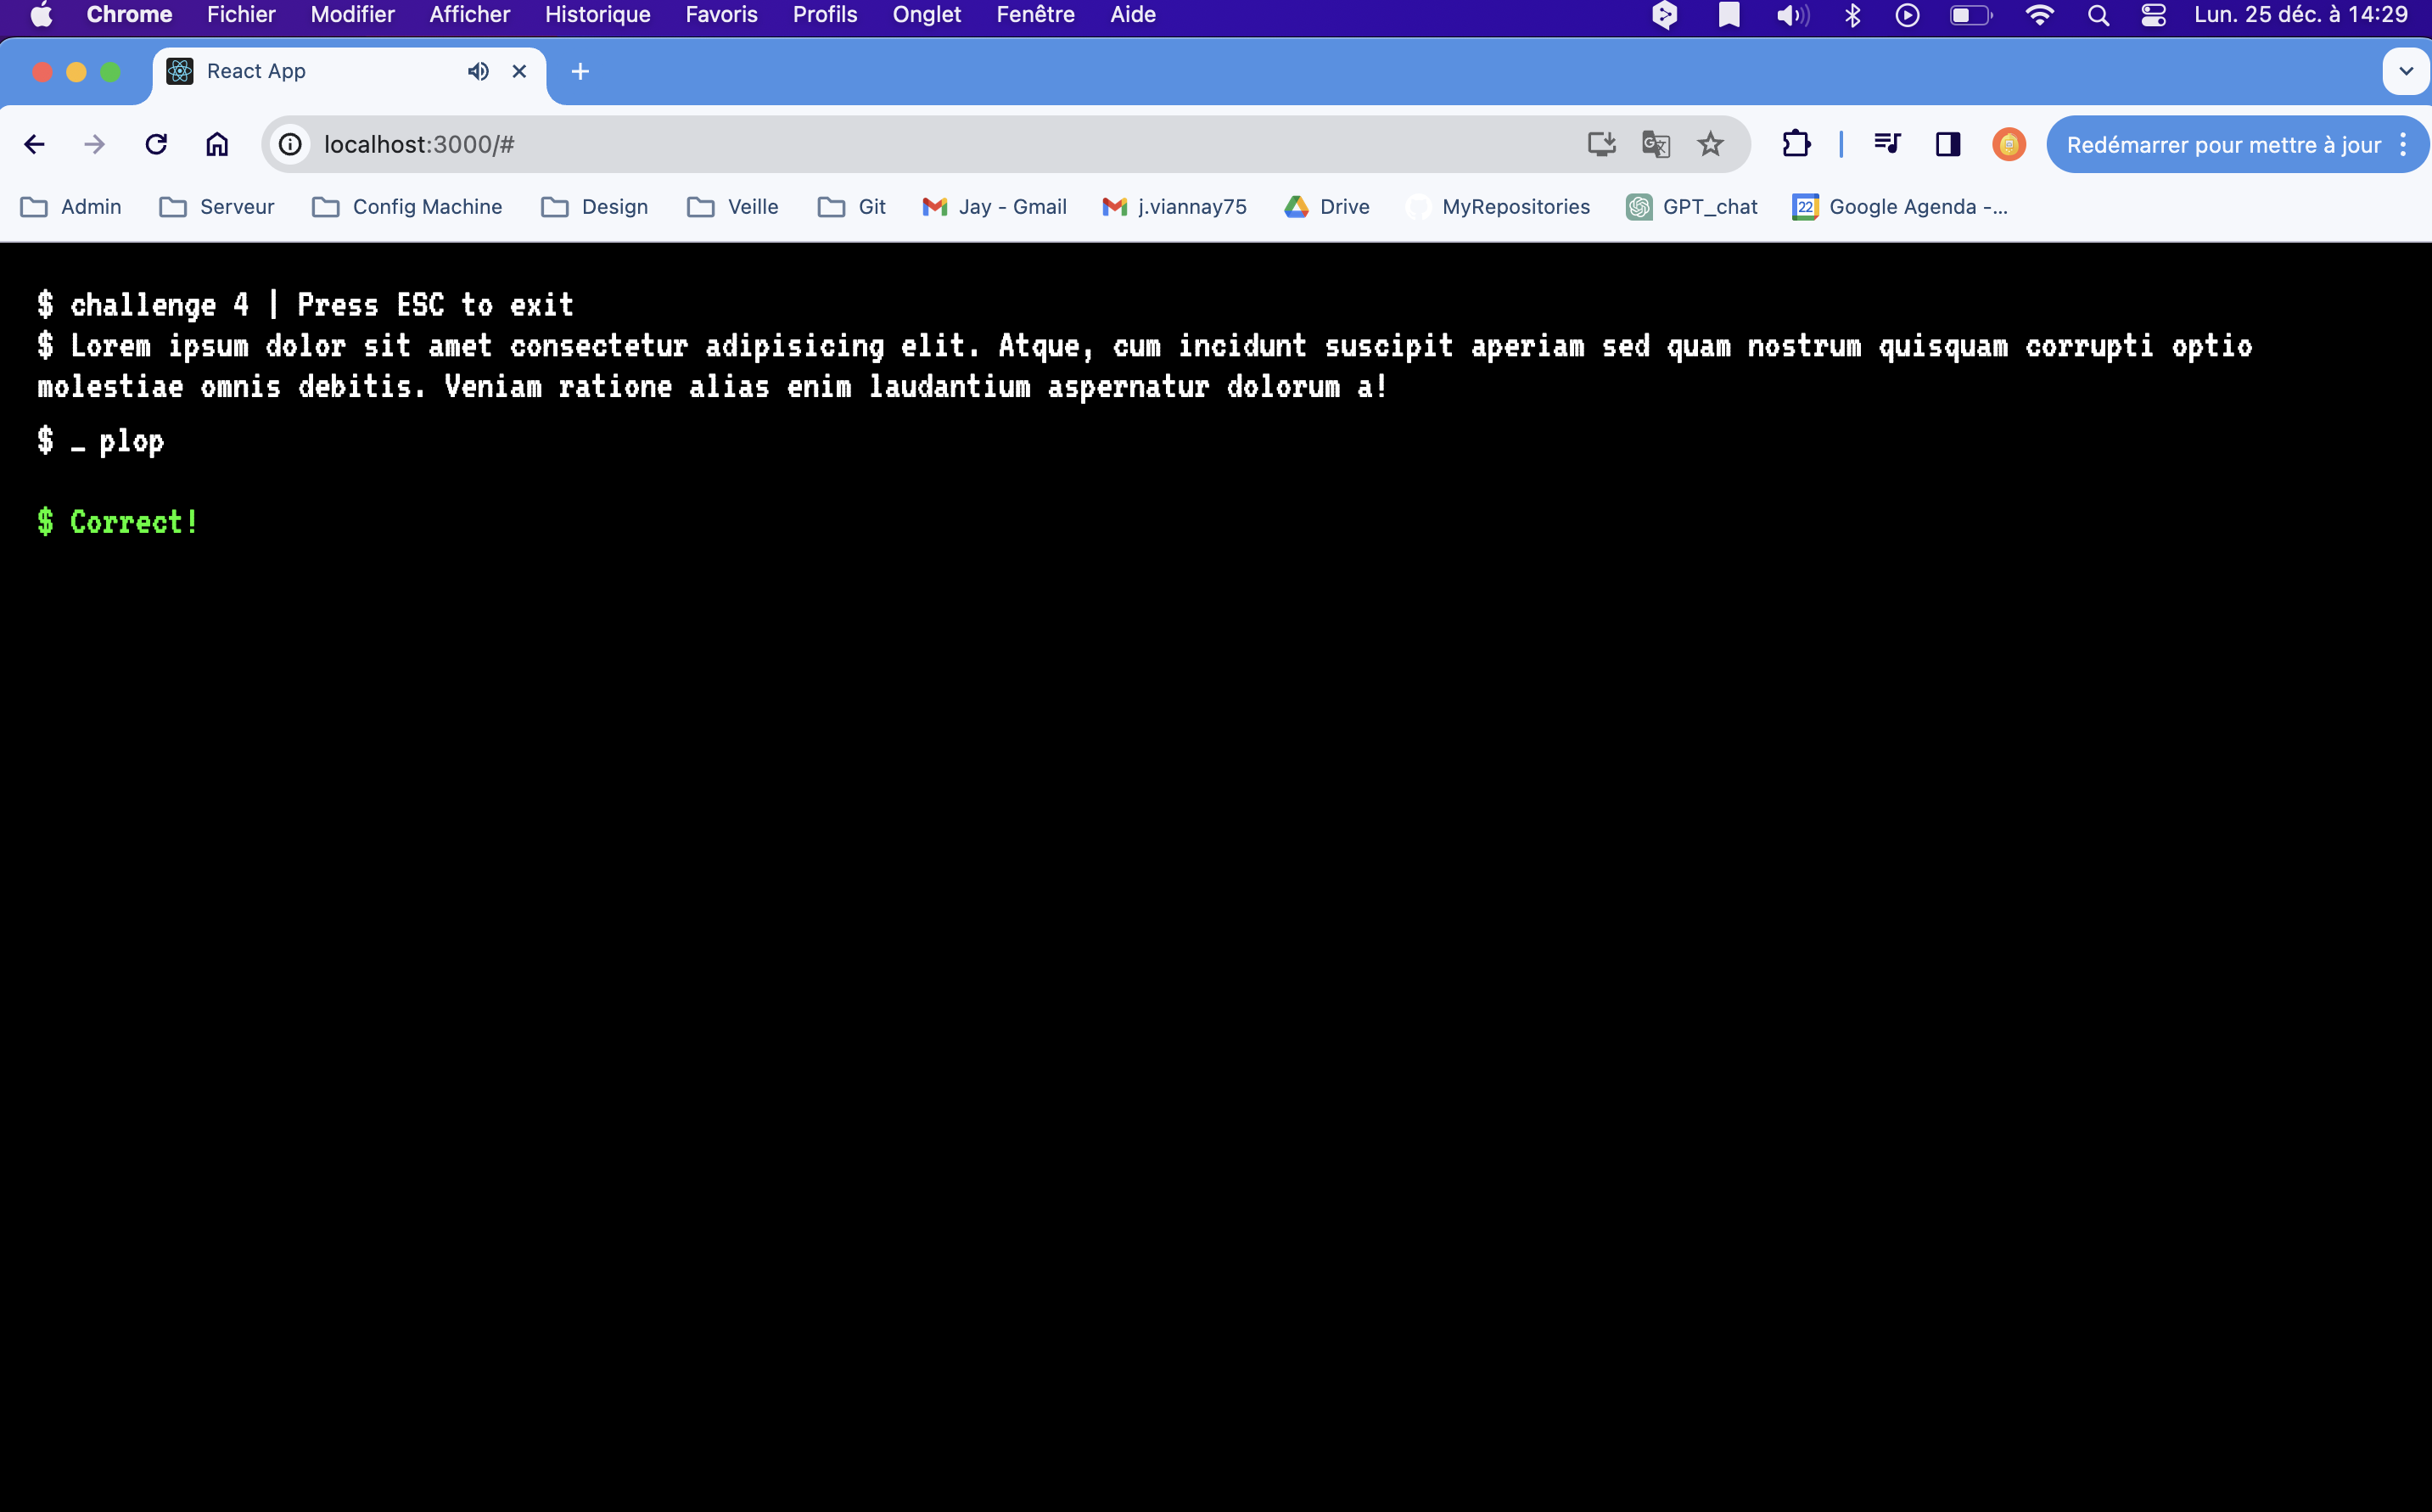 Chrome Fichier Modifier Afficher Historique Favoris Profils Onglet Fenêtre Aide Lun. 25 déc. à 14:29
React App
localhost:3000/# Redémarrer pour mettre à jour
Admin Serveur Config Machine Design Veille Git Jay - Gmail j.viannay75 Drive MyRepositories GPT_chat 22 Google Agenda -...
$ challenge 4 | Press ESC to exit
$ Lorem ipsum dolor sit amet consectetur adipisicing elit. Atque, cum incidunt suscipit aperiam sed quam nostrum quisquam corrupti optio
molestiae omnis debitis. Veniam ratione alias enim laudantium aspernatur dolorum a!
$ _ plop
$ Correct!